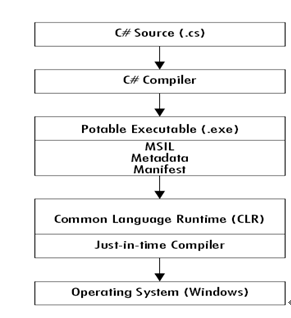 C# Source (.cs)
C# Compiler
Potable Executable (.exe)
MSIL
Metadata
Manifest
Common Language Runtime (CLR)
Just-in-time Compiler
Operating System (Windows)